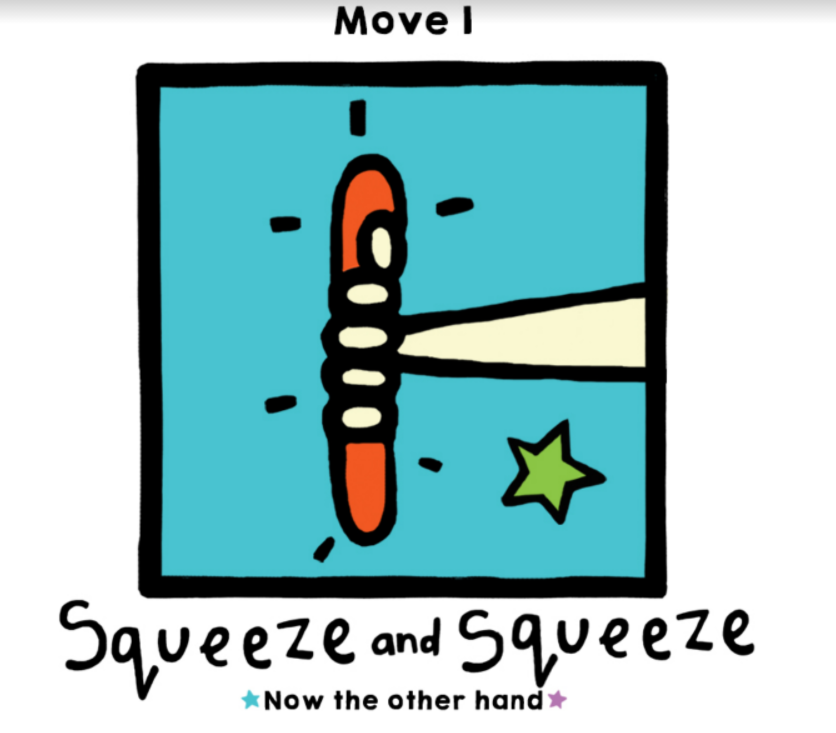 Move 1
Squeeze and Squeeze
Now the other hand